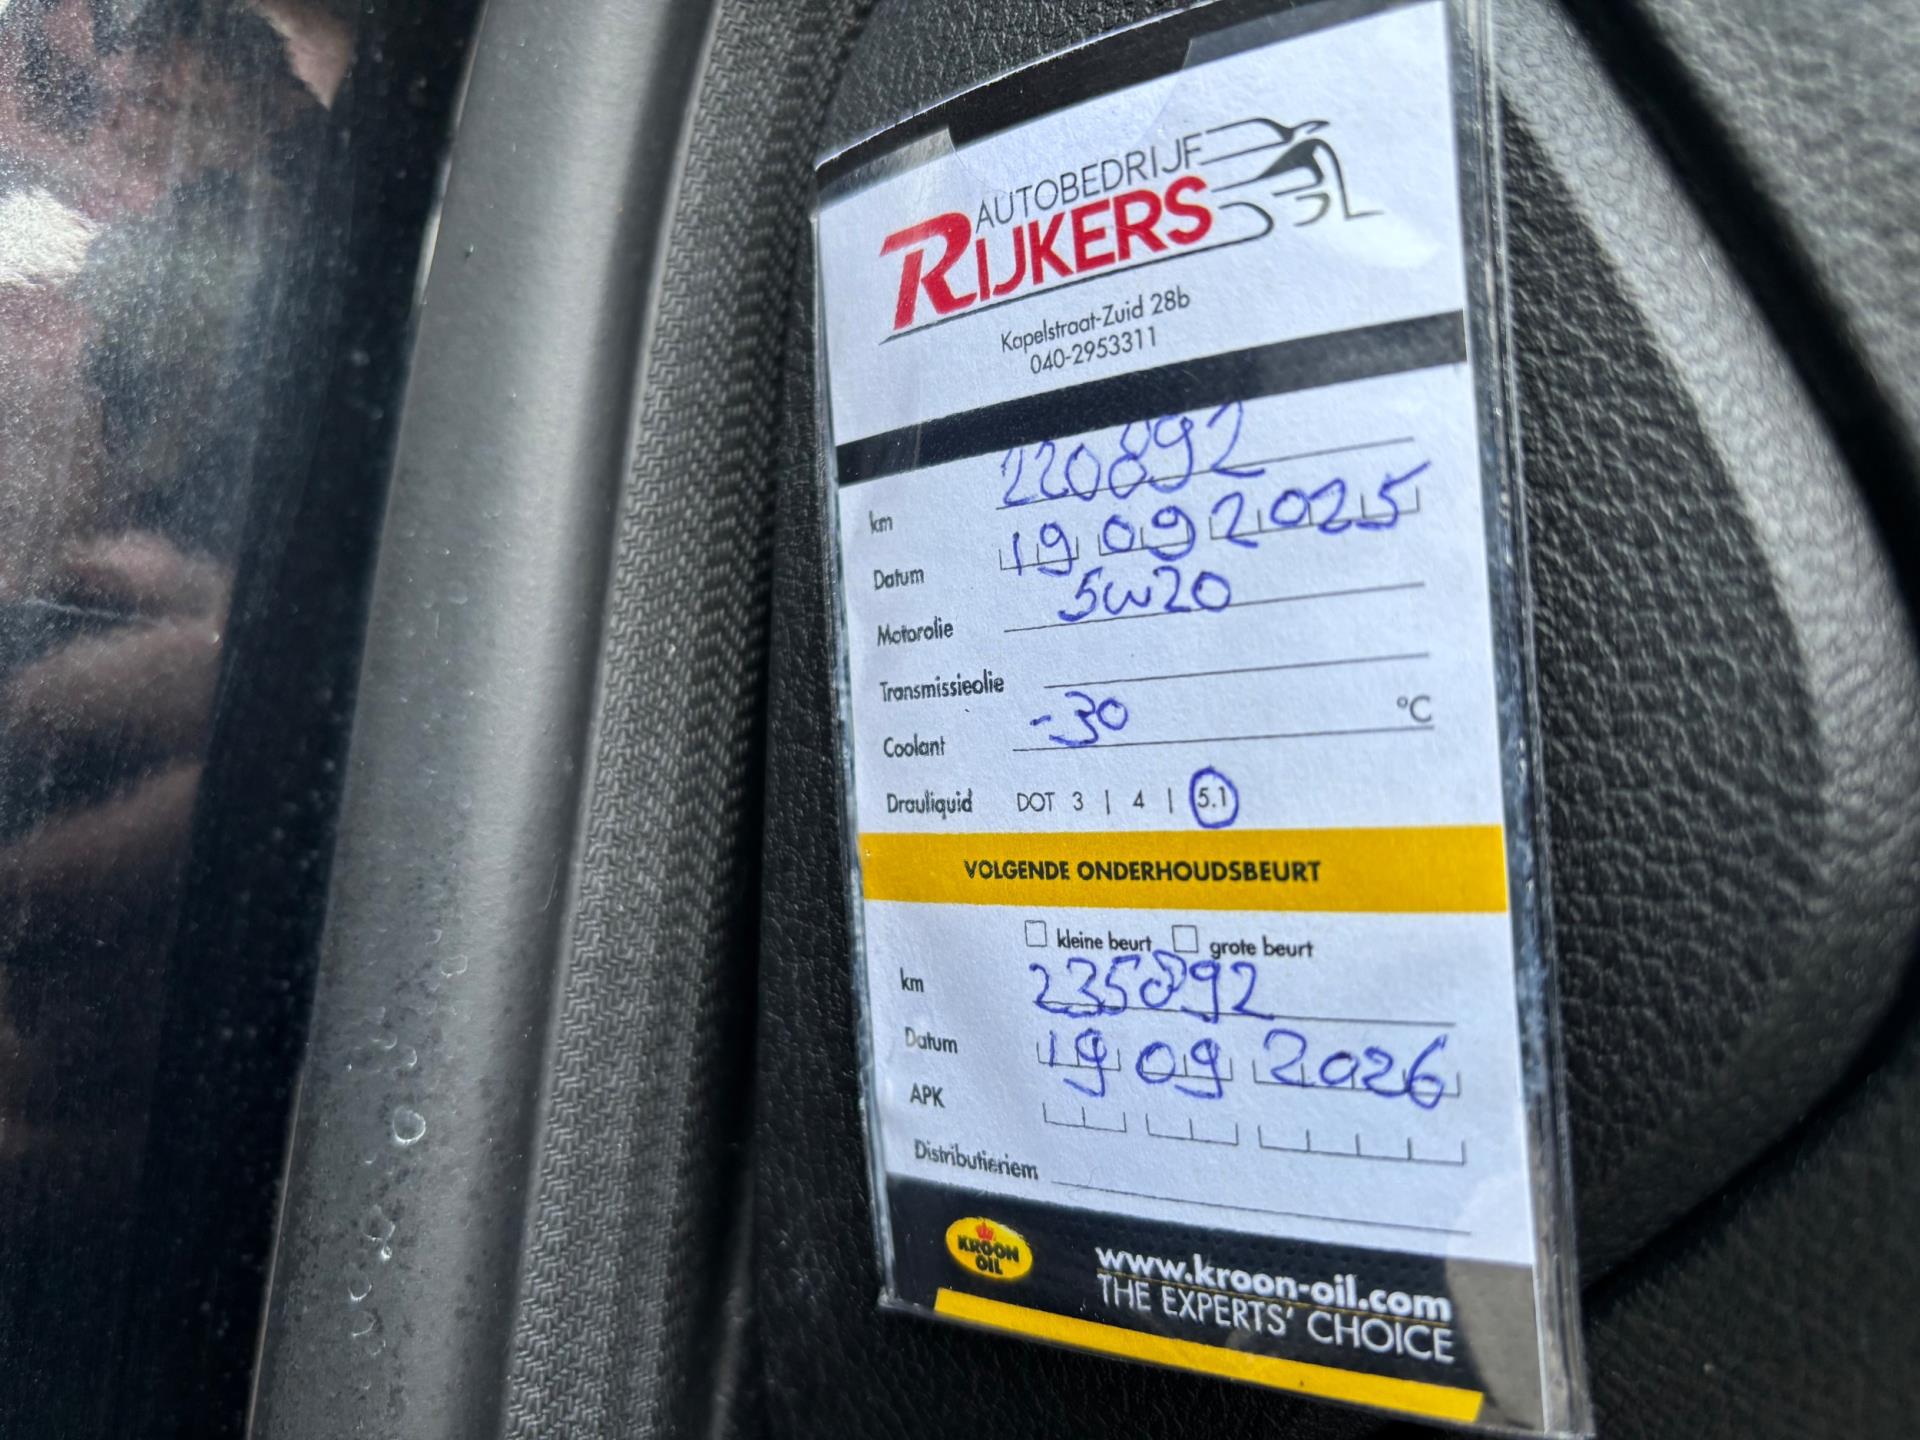 AUTOBEDRIJF
RIJKERS
Kapelstraat-Zuid 28b
040-2953311
km 220892
Datum 19 09 2025
Motorolie 5w20
Transmissieolie
Coolant -30 °C
Drauliquid DOT 3 | 4 | 5.1
VOLGENDE ONDERHOUDSBEURT
kleine beurt grote beurt
km 235892
Datum 19 09 2026
APK
Distributieriem
KROON
OIL
www.kroon-oil.com
THE EXPERTS' CHOICE